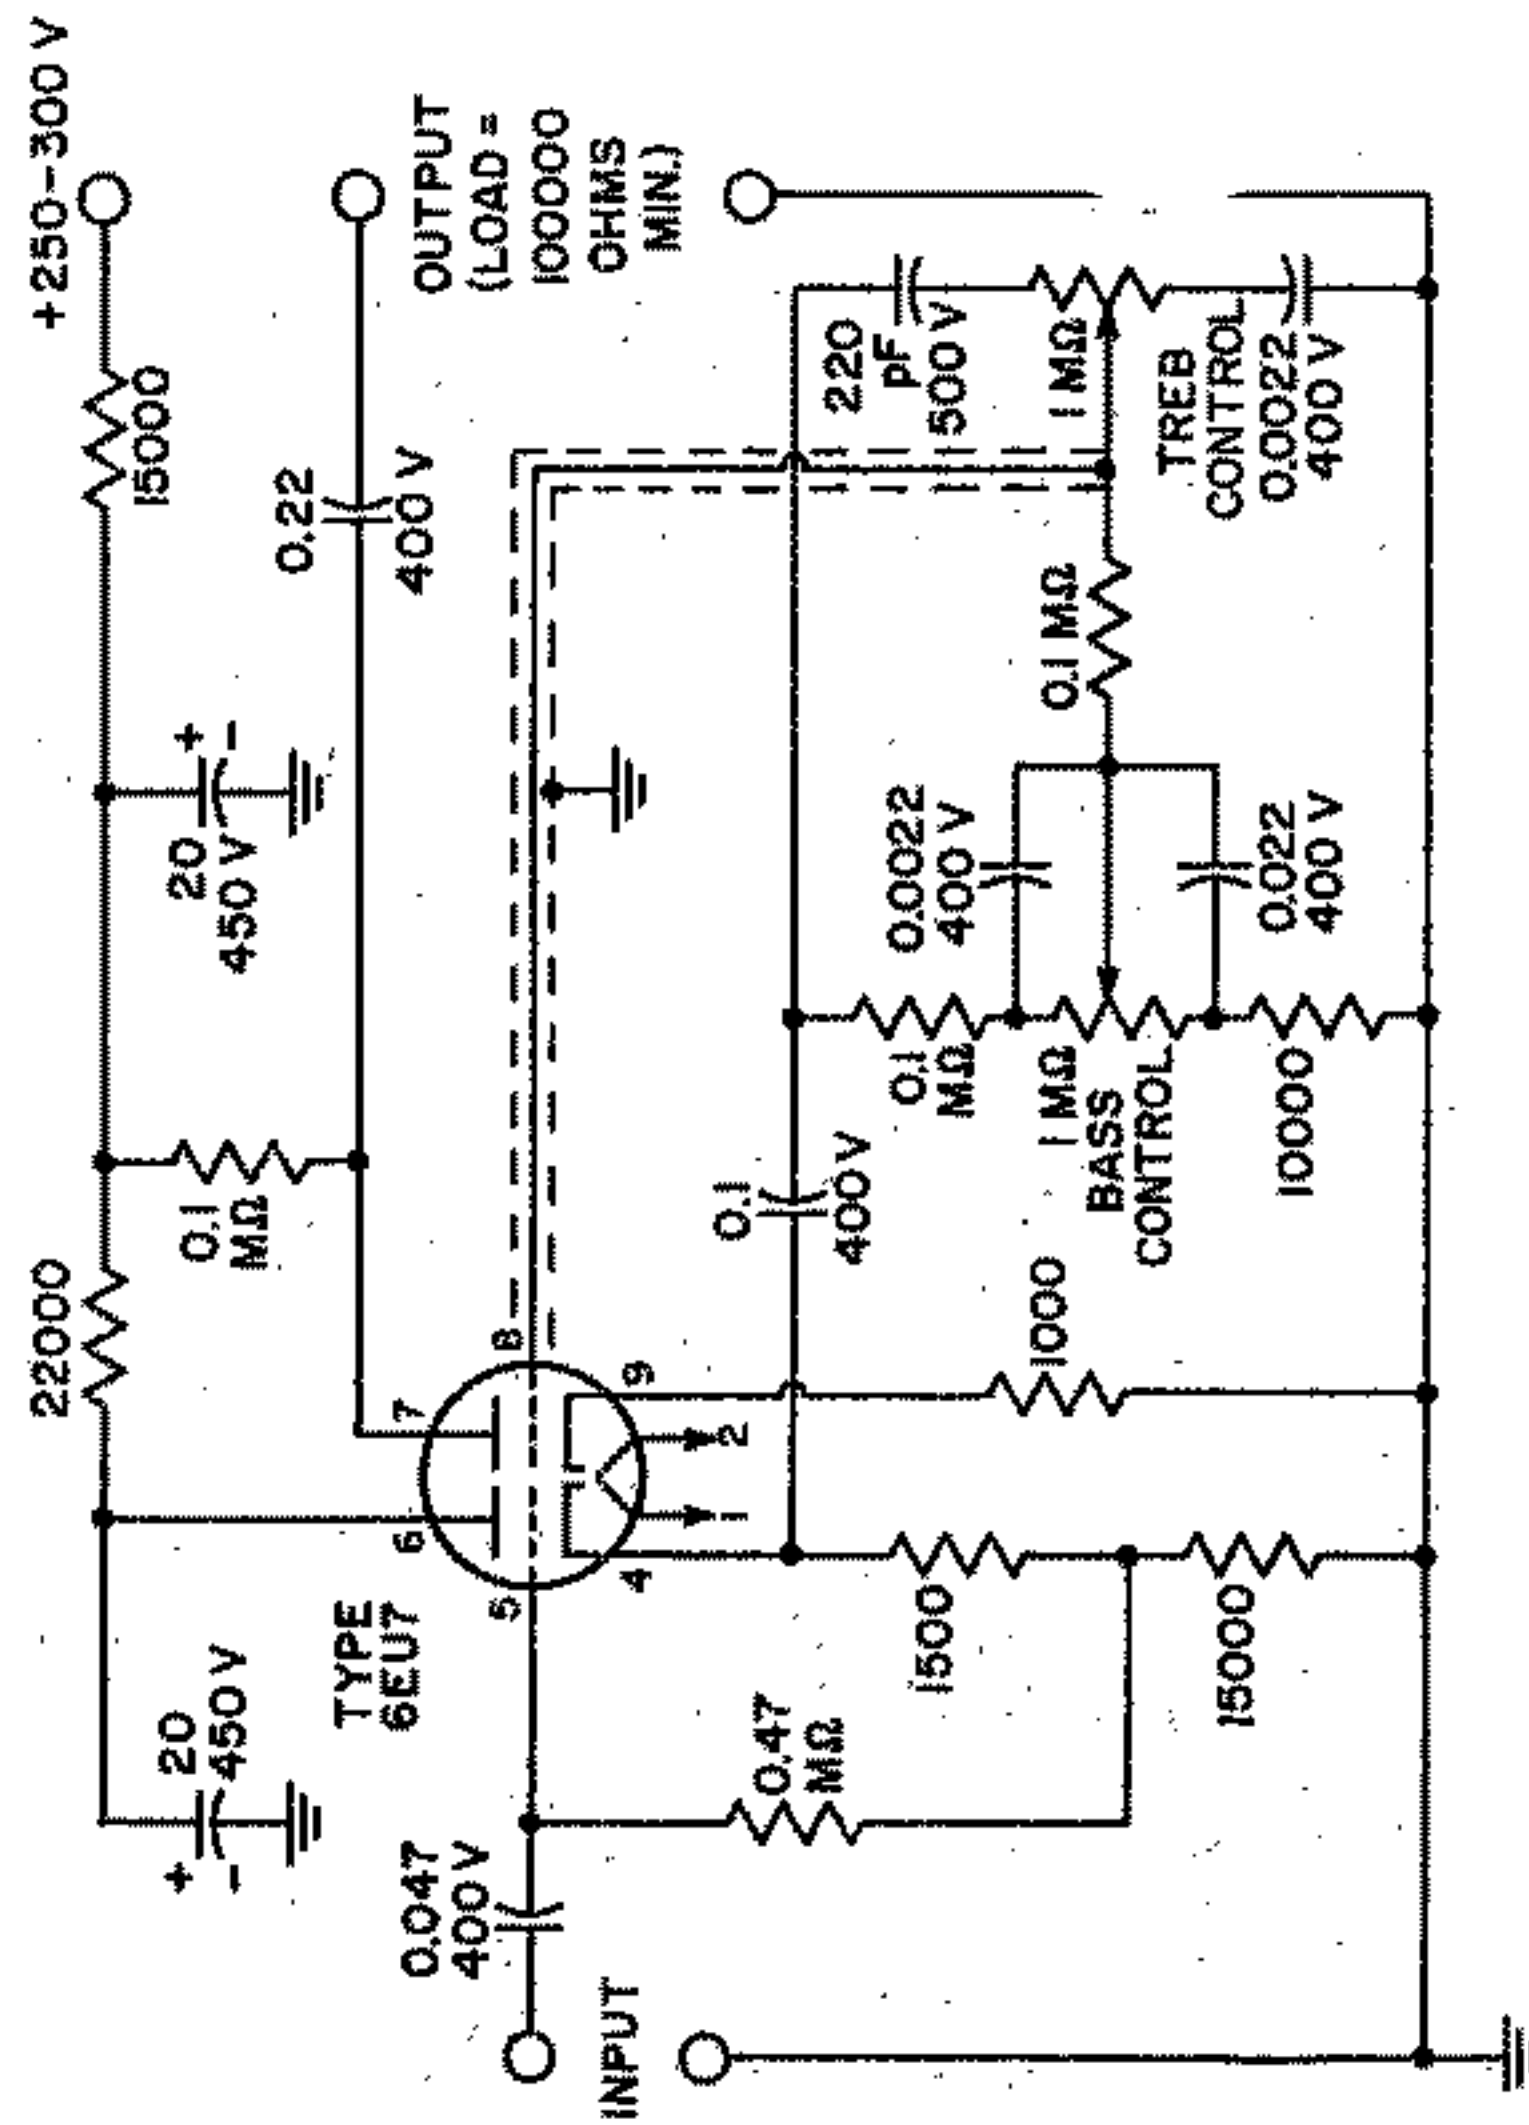 +250-300 V
22000
15000
0.1
MΩ
20
450 V
+
-
20
450 V
+
-
0.22
400 V
OUTPUT
(LOAD =
100000
OHMS
MIN.)
TYPE
6EU7
6
7
5
8
4
9
1
2
0.047
400 V
INPUT
0.47
MΩ
1500
15000
1000
0.1
400 V
0.1
MΩ
0.0022
400 V
1 MΩ
BASS
CONTROL
0.022
400 V
10000
0.1 MΩ
220
pF
500 V
1 MΩ
TREB
CONTROL
0.0022
400 V